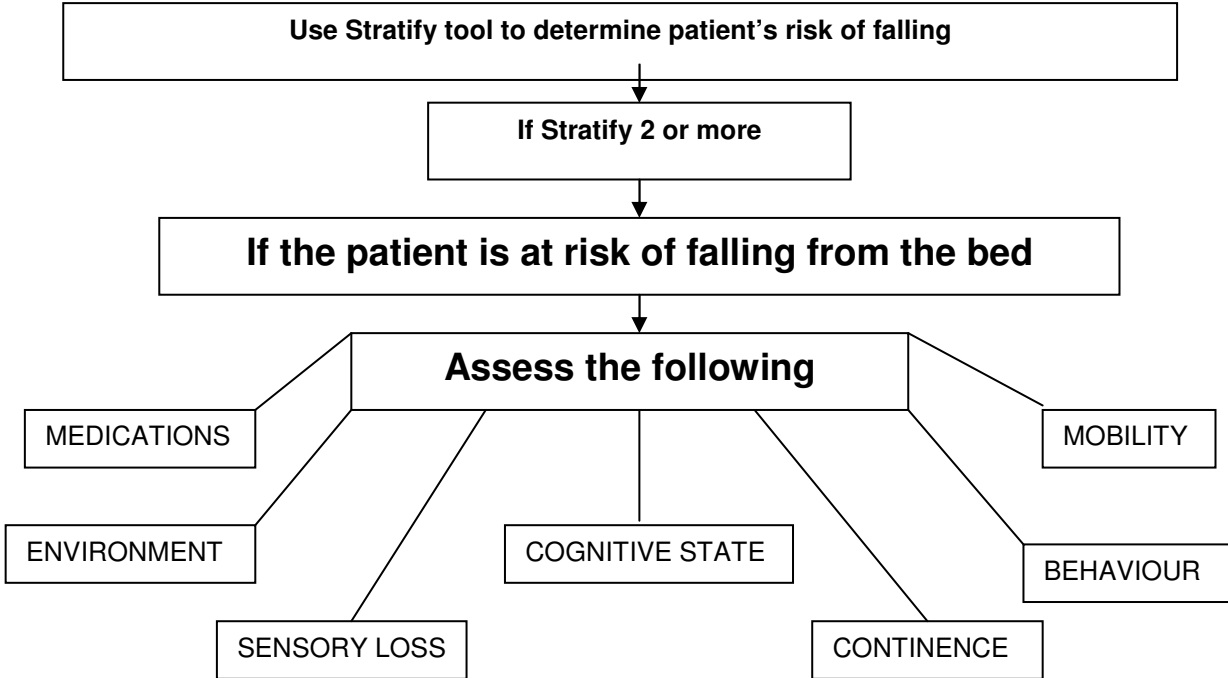 Use Stratify tool to determine patient’s risk of falling
If Stratify 2 or more
If the patient is at risk of falling from the bed
Assess the following
MEDICATIONS
MOBILITY
ENVIRONMENT
COGNITIVE STATE
BEHAVIOUR
SENSORY LOSS
CONTINENCE